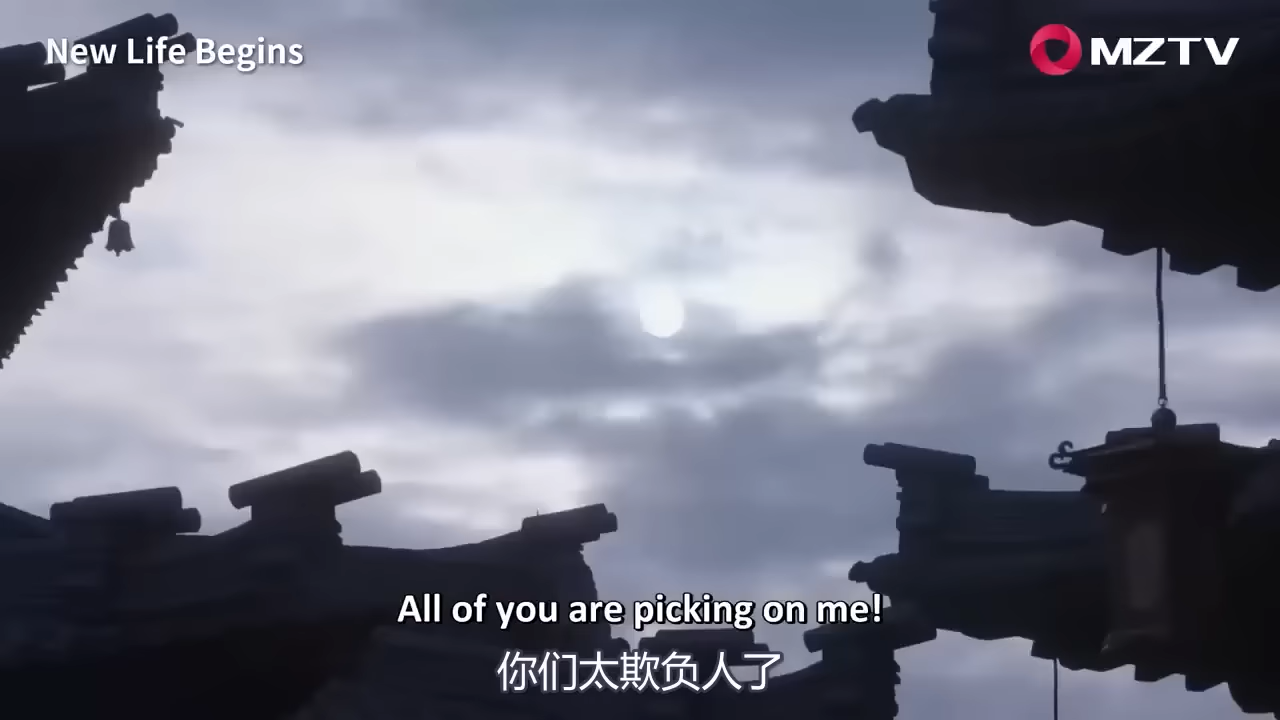 New Life Begins
MZTV
All of you are picking on me!
你们太欺负人了